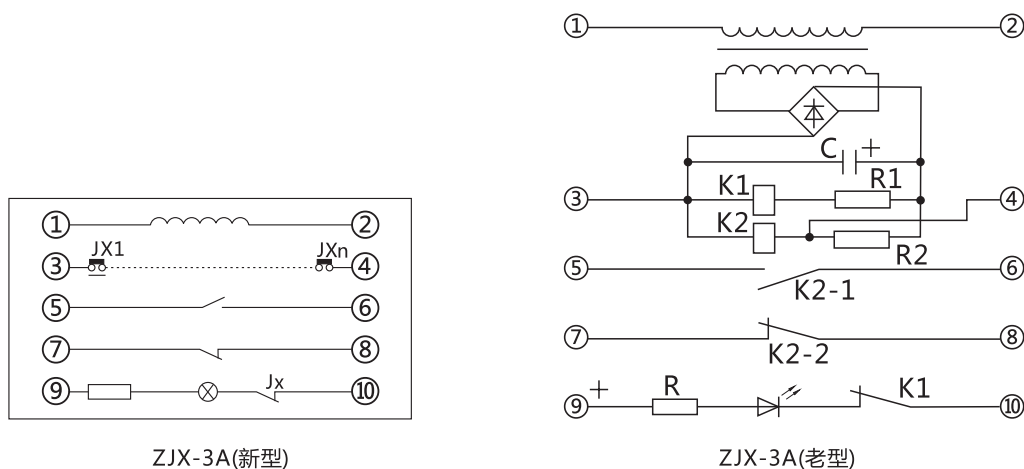 ① ②
③ JX1 JXn ④
⑤ ⑥
⑦ ⑧
⑨ Jx ⑩
ZJX-3A(新型)
① ②
C +
③ K1 R1 ④
K2 R2
⑤ K2-1 ⑥
⑦ K2-2 ⑧
⑨ + R K1 ⑩
ZJX-3A(老型)